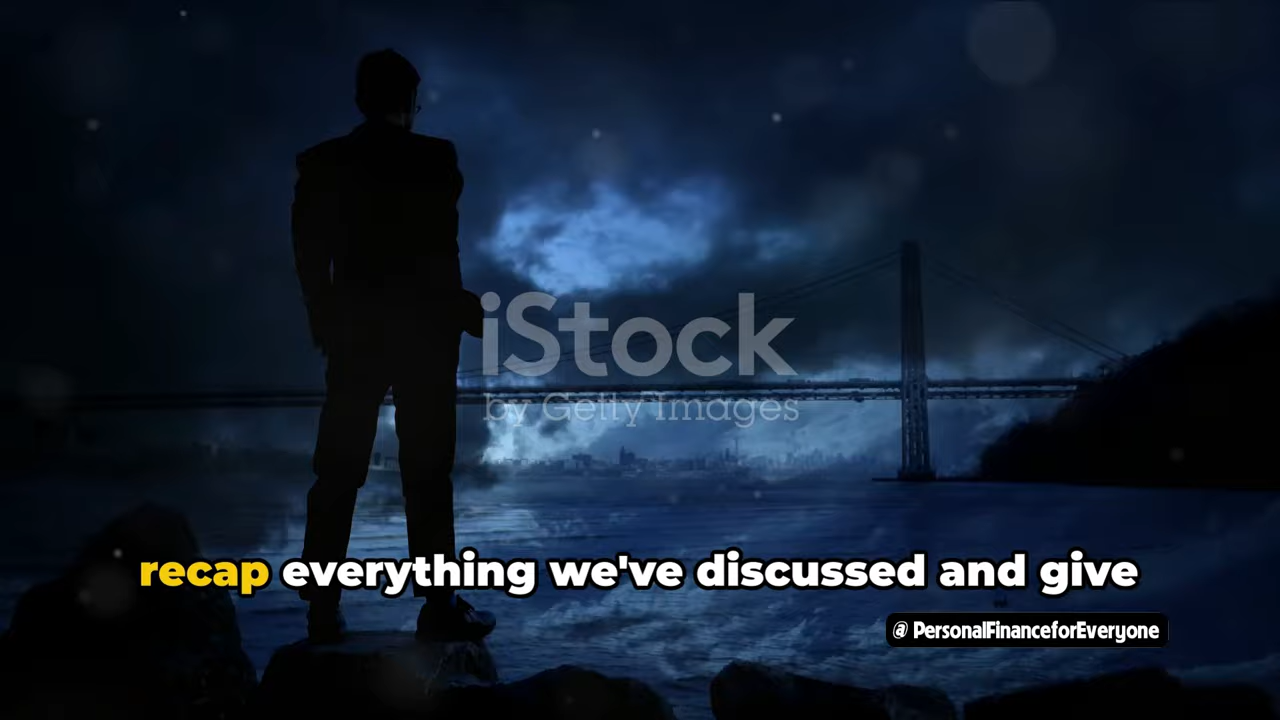 iStock
by Getty Images
recap everything we've discussed and give
@ PersonalFinanceforEveryone